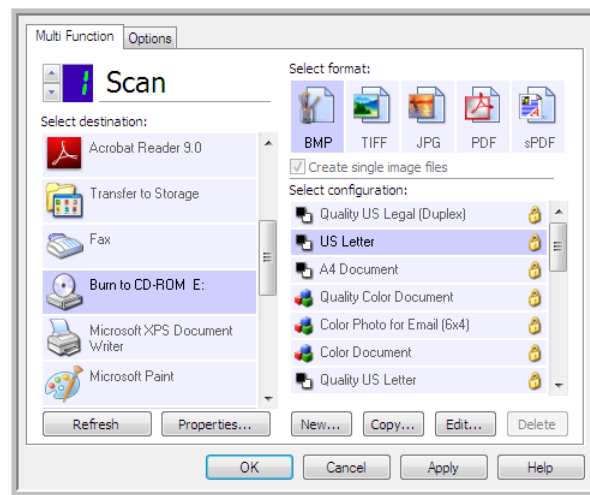 Multi Function
Options
1 Scan
Select destination:
Acrobat Reader 9.0
Transfer to Storage
Fax
Burn to CD-ROM E:
Microsoft XPS Document
Writer
Microsoft Paint
Refresh
Properties...
Select format:
BMP
TIFF
JPG
PDF
sPDF
Create single image files
Select configuration:
Quality US Legal (Duplex)
US Letter
A4 Document
Quality Color Document
Color Photo for Email (6x4)
Color Document
Quality US Letter
New...
Copy...
Edit...
Delete
OK
Cancel
Apply
Help